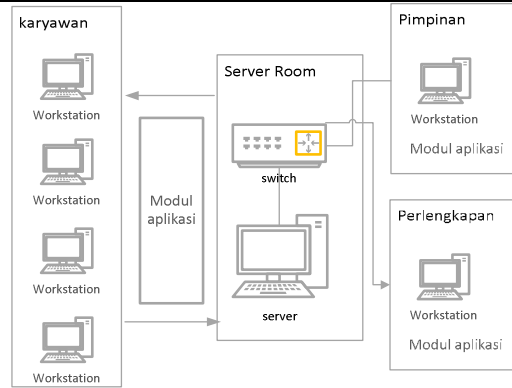 karyawan
Workstation
Workstation
Workstation
Workstation
Modul
aplikasi
Server Room
switch
server
Pimpinan
Workstation
Modul aplikasi
Perlengkapan
Workstation
Modul aplikasi